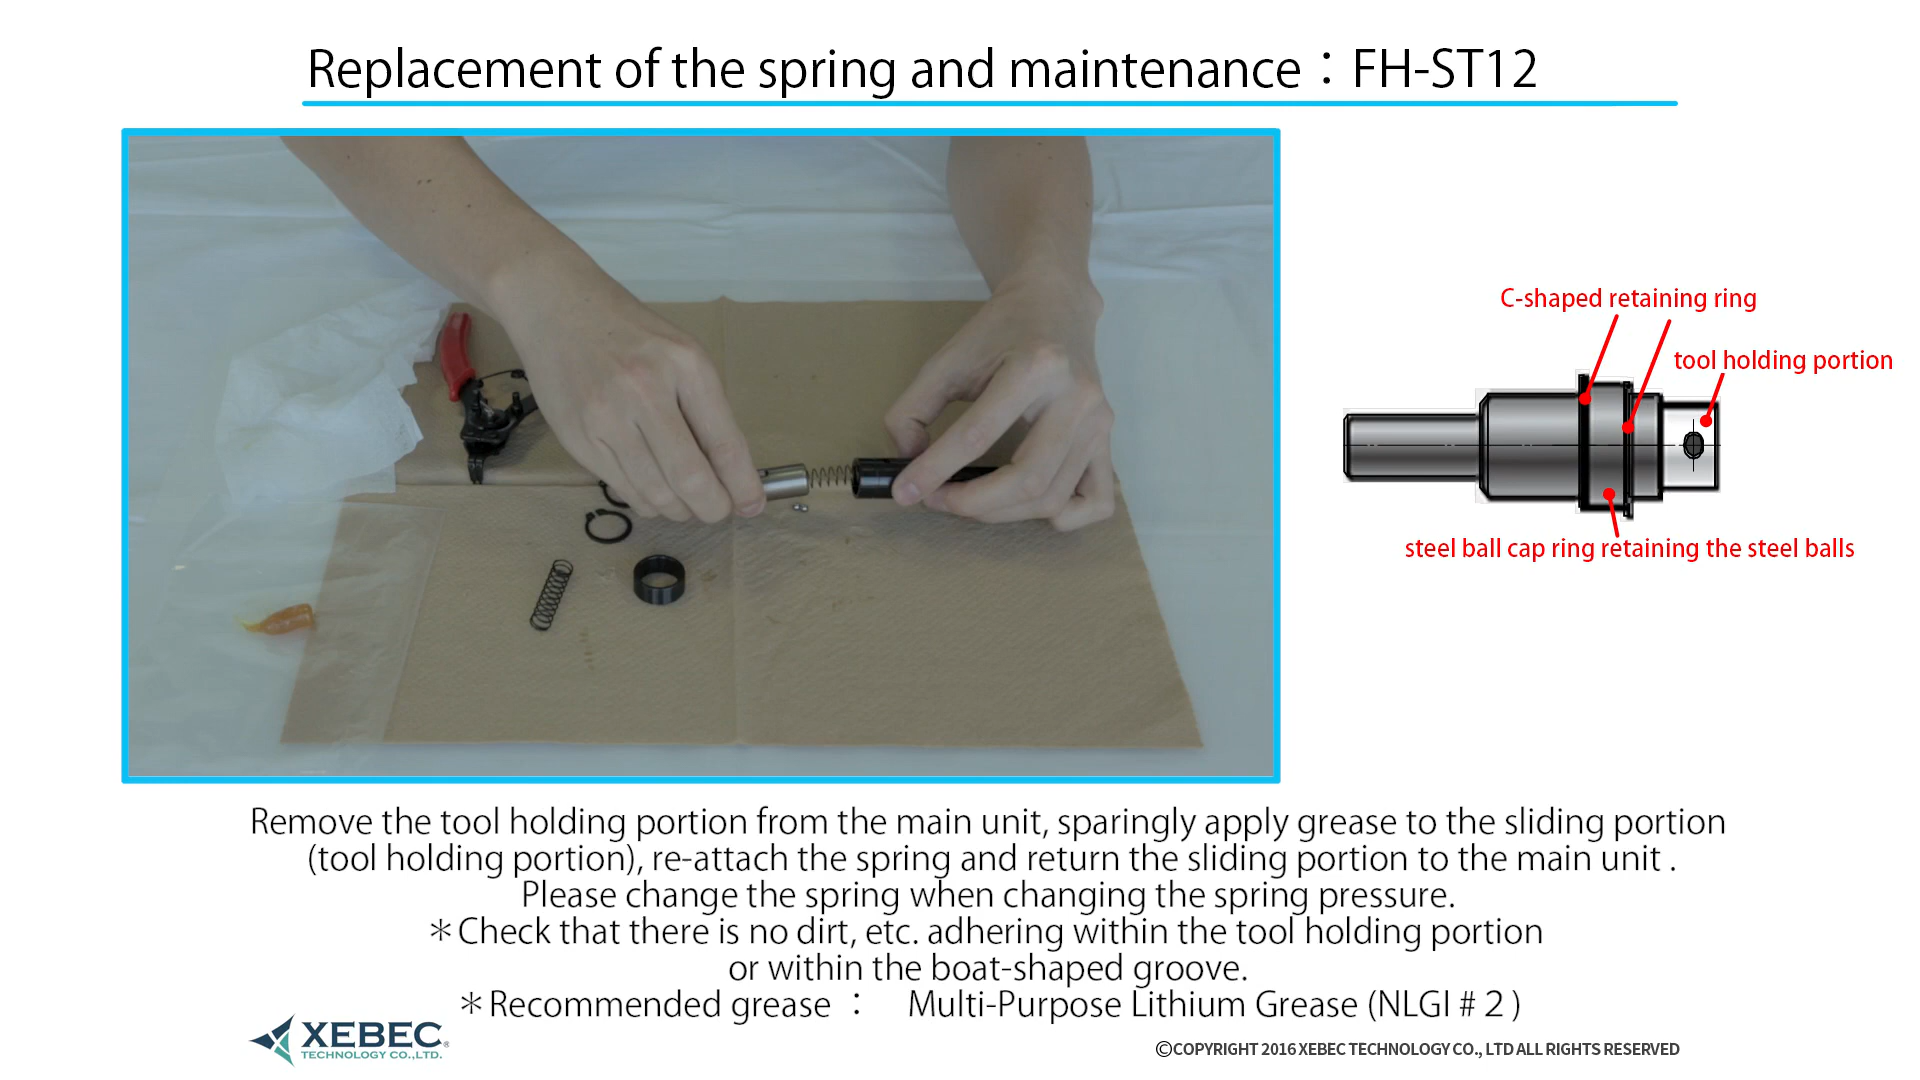 Replacement of the spring and maintenance：FH-ST12
C-shaped retaining ring
tool holding portion
steel ball cap ring retaining the steel balls
Remove the tool holding portion from the main unit, sparingly apply grease to the sliding portion
(tool holding portion), re-attach the spring and return the sliding portion to the main unit .
Please change the spring when changing the spring pressure.
＊Check that there is no dirt, etc. adhering within the tool holding portion
or within the boat-shaped groove.
＊Recommended grease ： Multi-Purpose Lithium Grease (NLGI # 2 )
XEBEC®
TECHNOLOGY CO.,LTD.
©COPYRIGHT 2016 XEBEC TECHNOLOGY CO., LTD ALL RIGHTS RESERVED